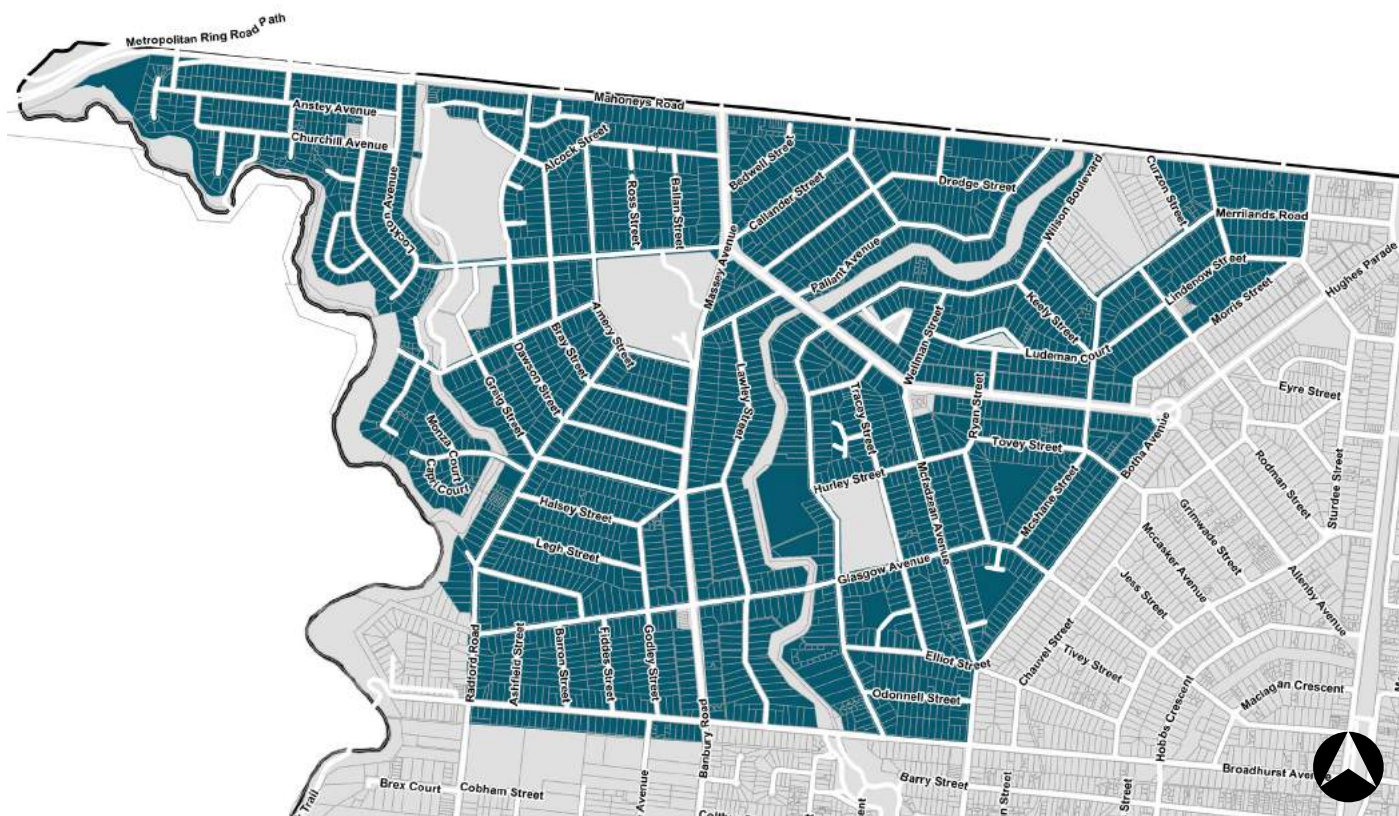 Metropolitan Ring Road Path
Mahoneys Road
Anstey Avenue
Churchill Avenue
Alcock Street
Bedwell Street
Curzon Street
Wilson Boulevard
Dredge Street
Callander Street
Ross Street
Ballan Street
Lockton Avenue
Merrilands Road
Massey Avenue
Pallant Avenue
Lindenow Street
Hughes Parade
Morris Street
Keely Street
Amery Street
Bray Street
Dawson Street
Greig Street
Wellman Street
Ludeman Court
Lawley Street
Tracey Street
Ryan Street
Eyre Street
Monza Court
Capri Court
Tovey Street
Botha Avenue
Rodman Street
Sturdee Street
Hurley Street
Mcfadzean Avenue
Mcshane Street
Halsey Street
Grimwade Street
Mccasker Avenue
Legh Street
Glasgow Avenue
Jess Street
Allenby Avenue
Radford Road
Ashfield Street
Barron Street
Fiddes Street
Godley Street
Elliot Street
Chauvel Street
Tivey Street
Odonnell Street
Maclagan Crescent
Hobbs Crescent
Banbury Road
Broadhurst Avenue
Barry Street
Brex Court
Cobham Street
Trail
Avenue
Street